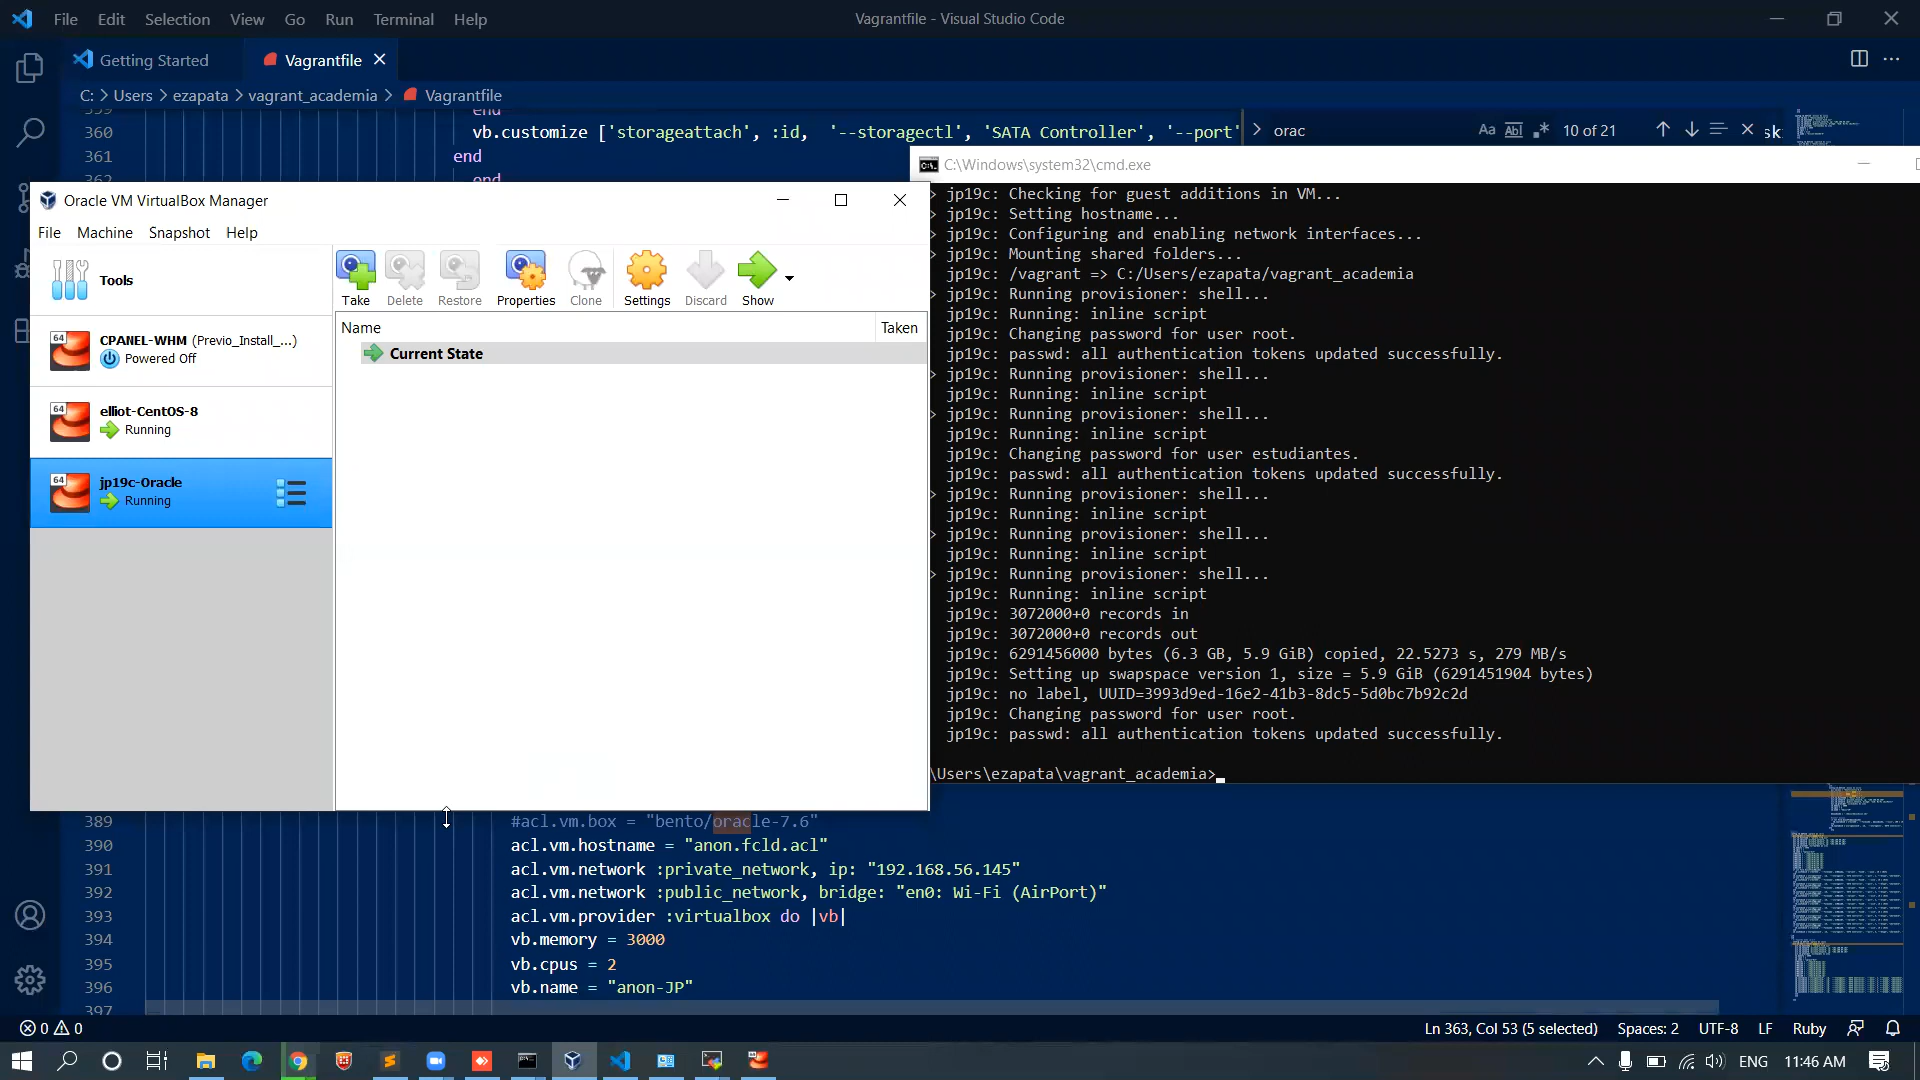 File Edit Selection View Go Run Terminal Help
Vagrantfile - Visual Studio Code
Getting Started
Vagrantfile
C: > Users > ezapata > vagrant_academia > Vagrantfile
360 vb.customize ['storageattach', :id, '--storagectl', 'SATA Controller', '--port'
361 end
362 end
> orac
Aa Abl .* 10 of 21
C:\Windows\system32\cmd.exe
Oracle VM VirtualBox Manager
File Machine Snapshot Help
Tools
64 CPANEL-WHM (Previo_Install_...)
Powered Off
64 elliot-CentOS-8
Running
64 jp19c-Oracle
Running
Take Delete Restore Properties Clone Settings Discard Show
Name Taken
Current State
jp19c: Checking for guest additions in VM...
jp19c: Setting hostname...
jp19c: Configuring and enabling network interfaces...
jp19c: Mounting shared folders...
jp19c: /vagrant => C:/Users/ezapata/vagrant_academia
jp19c: Running provisioner: shell...
jp19c: Running: inline script
jp19c: Changing password for user root.
jp19c: passwd: all authentication tokens updated successfully.
jp19c: Running provisioner: shell...
jp19c: Running: inline script
jp19c: Running provisioner: shell...
jp19c: Running: inline script
jp19c: Changing password for user estudiantes.
jp19c: passwd: all authentication tokens updated successfully.
jp19c: Running provisioner: shell...
jp19c: Running: inline script
jp19c: Running provisioner: shell...
jp19c: Running: inline script
jp19c: Running provisioner: shell...
jp19c: Running: inline script
jp19c: 3072000+0 records in
jp19c: 3072000+0 records out
jp19c: 6291456000 bytes (6.3 GB, 5.9 GiB) copied, 22.5273 s, 279 MB/s
jp19c: Setting up swapspace version 1, size = 5.9 GiB (6291451904 bytes)
jp19c: no label, UUID=3993d9ed-16e2-41b3-8dc5-5d0bc7b92c2d
jp19c: Changing password for user root.
jp19c: passwd: all authentication tokens updated successfully.
\Users\ezapata\vagrant_academia>
389 #acl.vm.box = "bento/oracle-7.6"
390 acl.vm.hostname = "anon.fcld.acl"
391 acl.vm.network :private_network, ip: "192.168.56.145"
392 acl.vm.network :public_network, bridge: "en0: Wi-Fi (AirPort)"
393 acl.vm.provider :virtualbox do |vb|
394 vb.memory = 3000
395 vb.cpus = 2
396 vb.name = "anon-JP"
397
0 0
Ln 363, Col 53 (5 selected) Spaces: 2 UTF-8 LF Ruby
ENG 11:46 AM